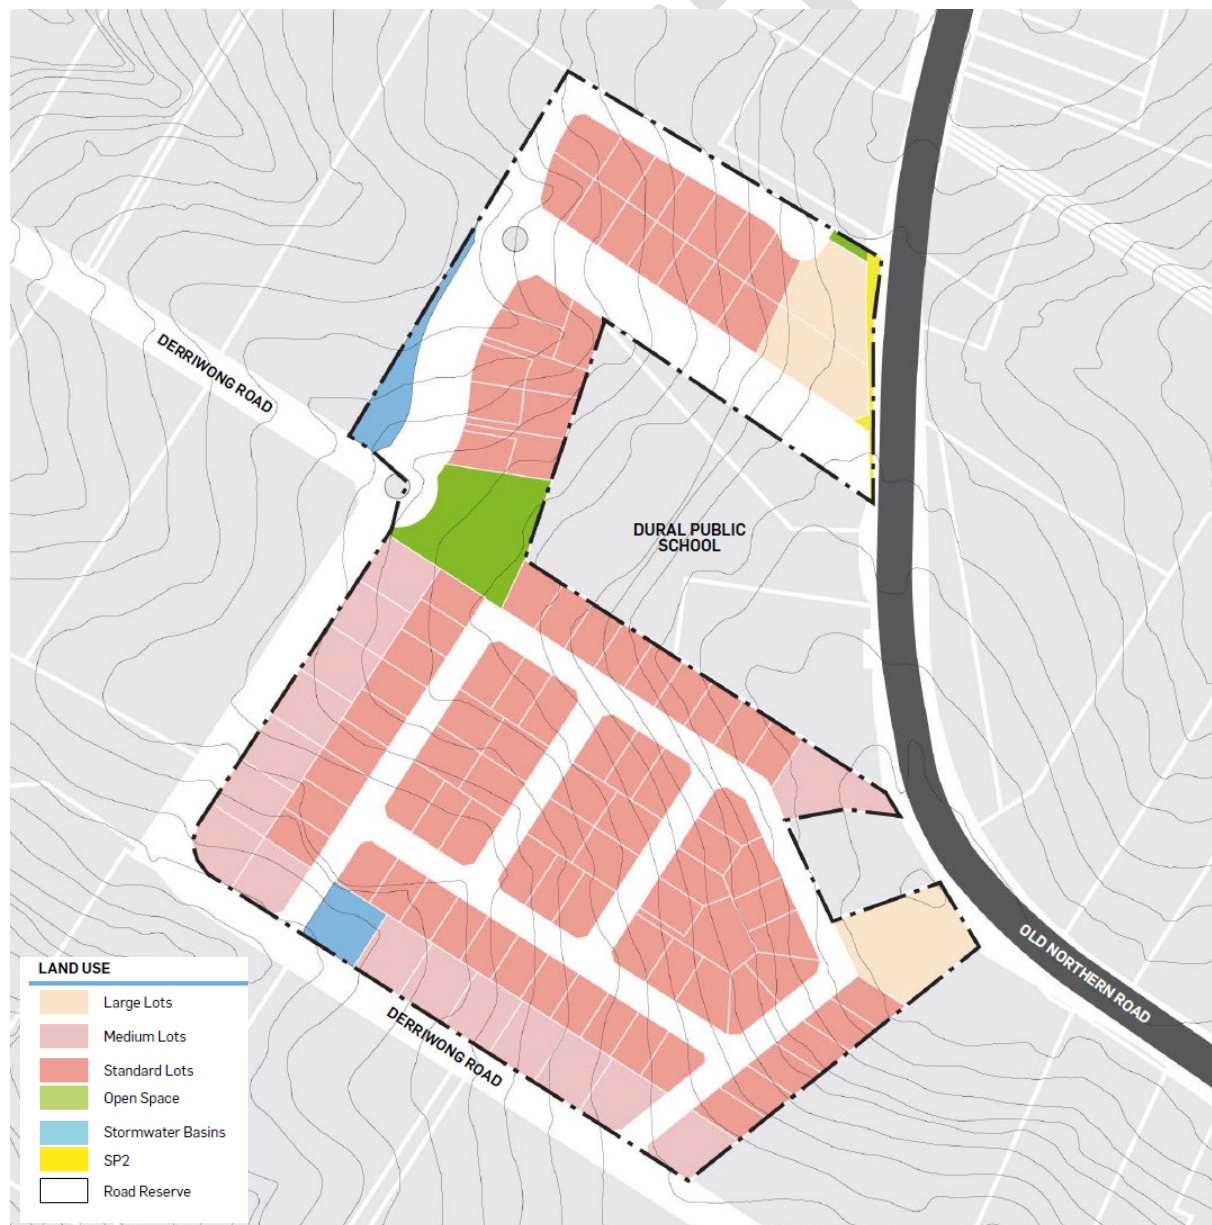 DERRIWONG ROAD
DURAL PUBLIC
SCHOOL
OLD NORTHERN ROAD
DERRIWONG ROAD
LAND USE
Large Lots
Medium Lots
Standard Lots
Open Space
Stormwater Basins
SP2
Road Reserve